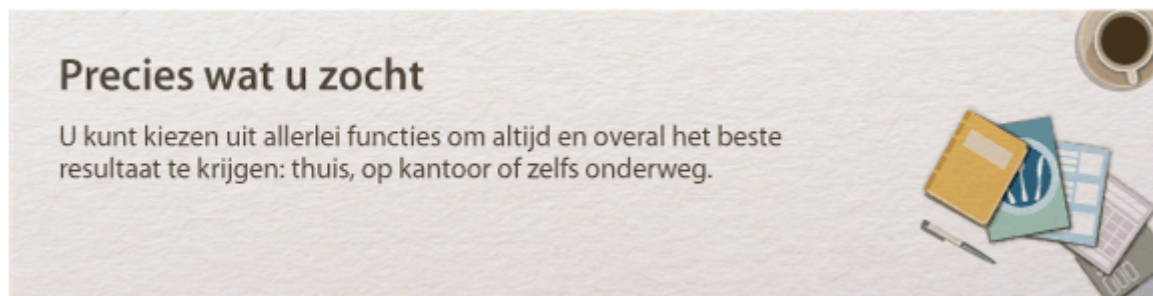 Precies wat u zocht
U kunt kiezen uit allerlei functies om altijd en overal het beste
resultaat te krijgen: thuis, op kantoor of zelfs onderweg.